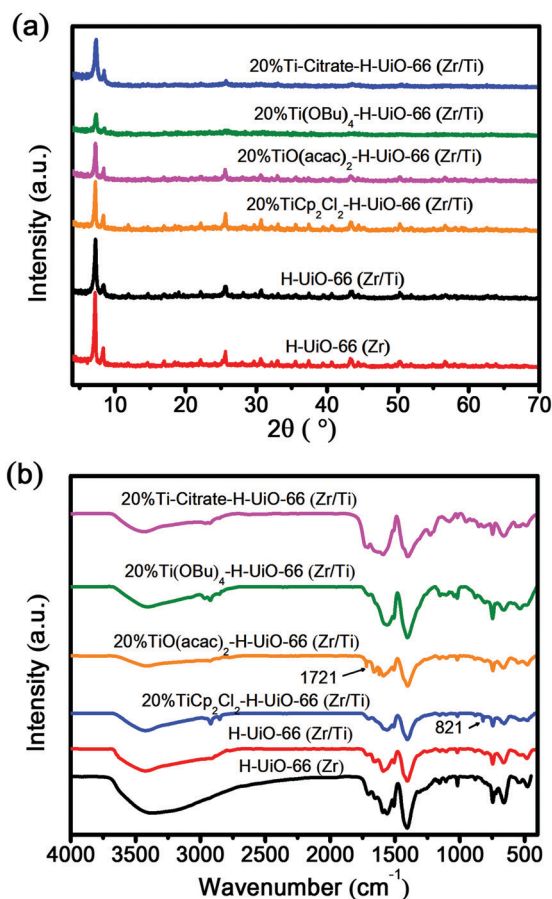 (a)
20%Ti-Citrate-H-UiO-66 (Zr/Ti)
20%Ti(OBu)₄-H-UiO-66 (Zr/Ti)
20%TiO(acac)₂-H-UiO-66 (Zr/Ti)
20%TiCp₂Cl₂-H-UiO-66 (Zr/Ti)
H-UiO-66 (Zr/Ti)
H-UiO-66 (Zr)
Intensity (a.u.)
10 20 30 40 50 60 70
2θ ( °)
(b)
20%Ti-Citrate-H-UiO-66 (Zr/Ti)
20%Ti(OBu)₄-H-UiO-66 (Zr/Ti)
20%TiO(acac)₂-H-UiO-66 (Zr/Ti)
1721
20%TiCp₂Cl₂-H-UiO-66 (Zr/Ti)
821
H-UiO-66 (Zr/Ti)
H-UiO-66 (Zr)
Intensity (a.u.)
4000 3500 3000 2500 2000 1500 1000 500
Wavenumber (cm⁻¹)